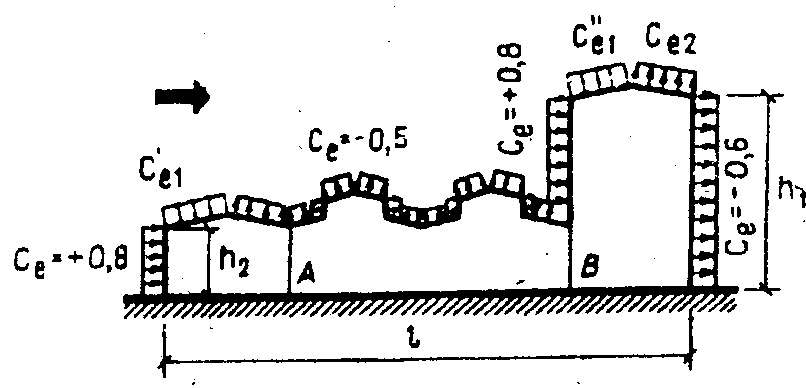 C"e1 Ce2
Ce=+0,8
Ce=-0,5
C'e1
Ce=-0,6
h1
Ce=+0,8
h2
A
B
l